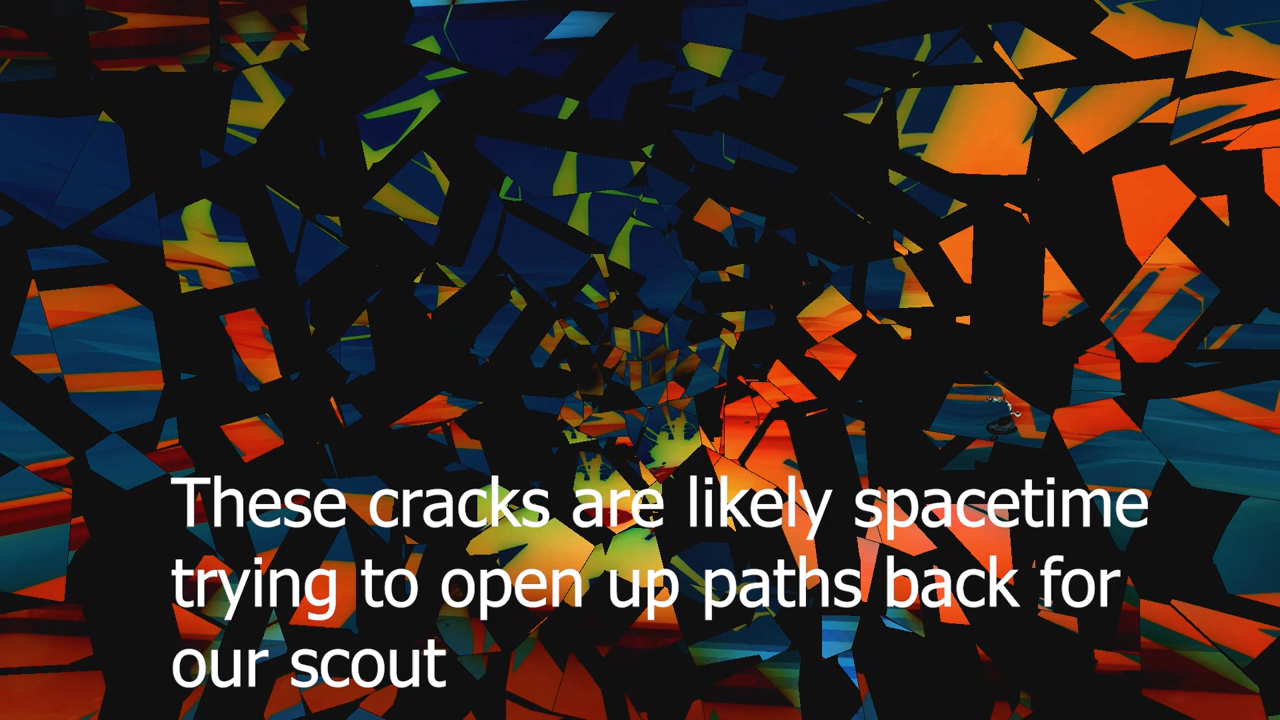 These cracks are likely spacetime
trying to open up paths back for
our scout